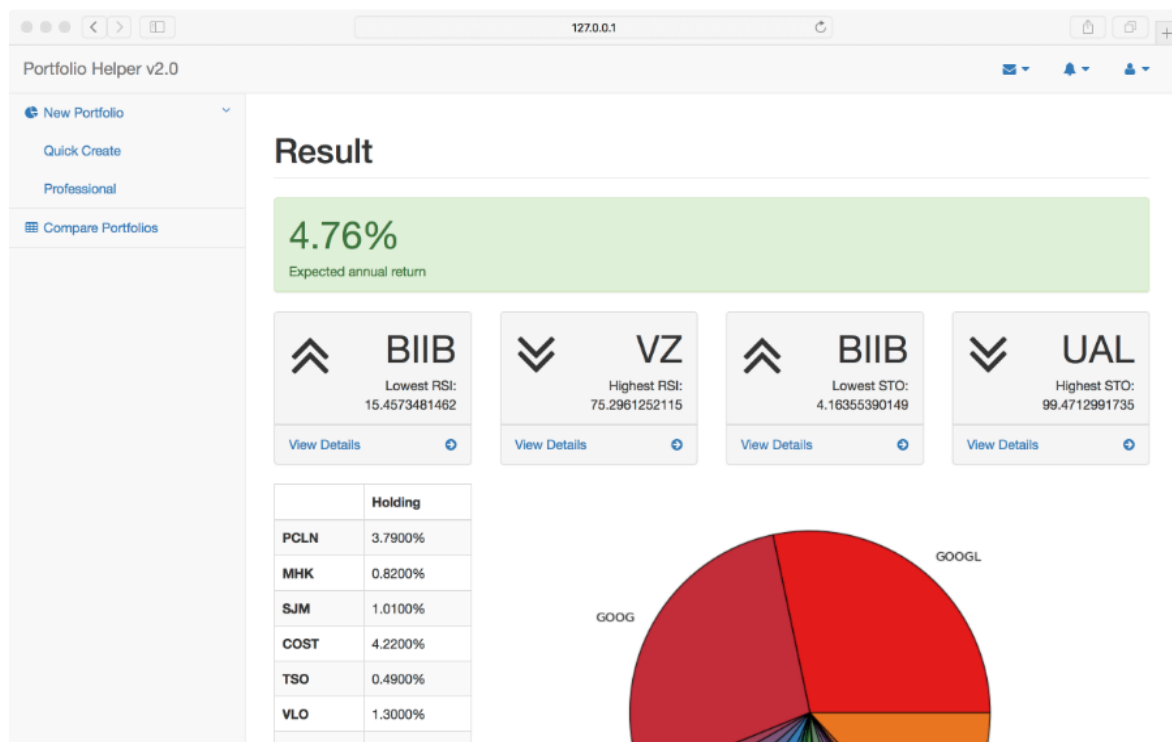 127.0.0.1
Portfolio Helper v2.0
New Portfolio
Quick Create
Professional
Compare Portfolios
Result
4.76%
Expected annual return
BIIB
Lowest RSI:
15.4573481462
View Details
VZ
Highest RSI:
75.2961252115
View Details
BIIB
Lowest STO:
4.16355390149
View Details
UAL
Highest STO:
99.4712991735
View Details
Holding
PCLN 3.7900%
MHK 0.8200%
SJM 1.0100%
COST 4.2200%
TSO 0.4900%
VLO 1.3000%
GOOGL
GOOG